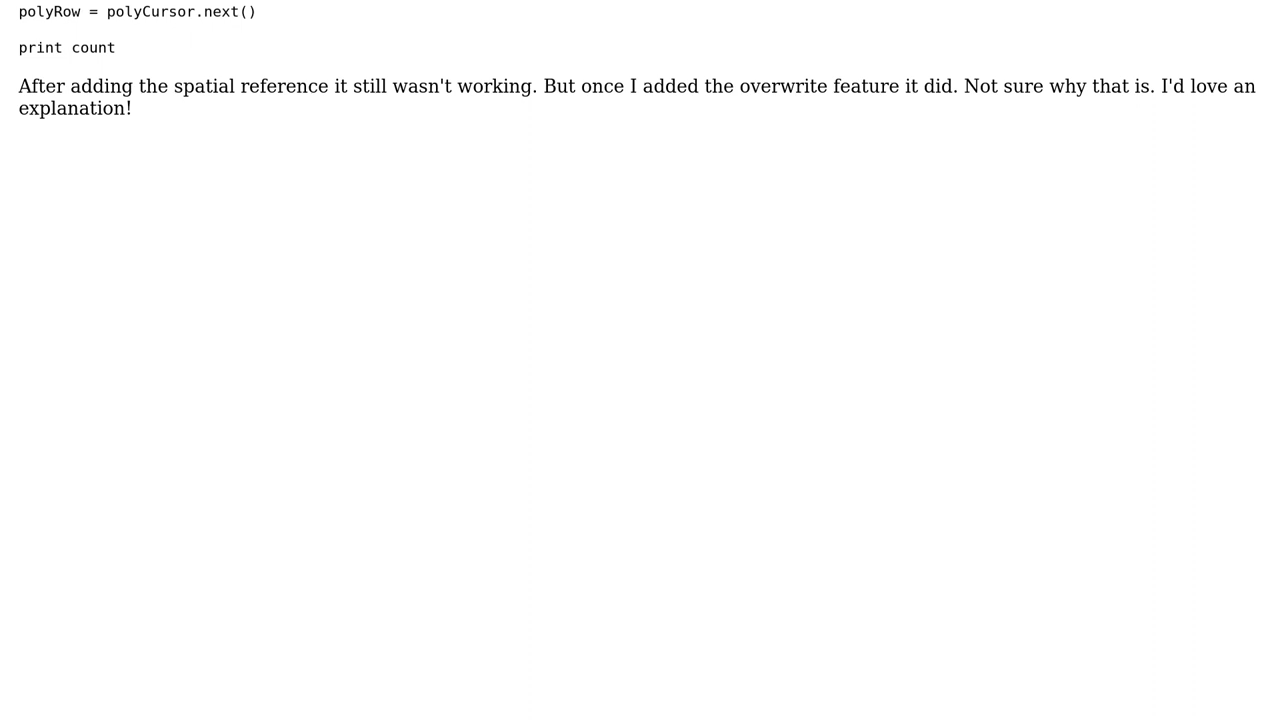 polyRow = polyCursor.next()
print count
After adding the spatial reference it still wasn't working. But once I added the overwrite feature it did. Not sure why that is. I'd love an
explanation!